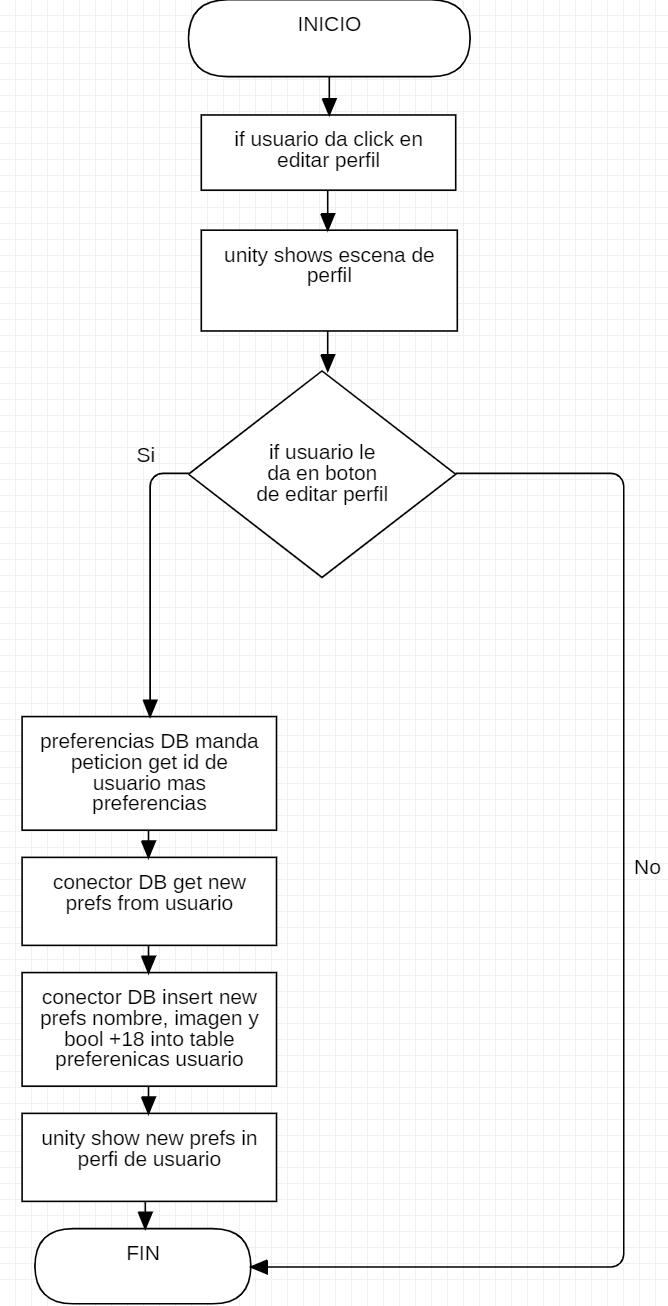 INICIO
if usuario da click en
editar perfil
unity shows escena de
perfil
if usuario le
da en boton
de editar perfil
Si
preferencias DB manda
peticion get id de
usuario mas
preferencias
conector DB get new
prefs from usuario
No
conector DB insert new
prefs nombre, imagen y
bool +18 into table
preferenicas usuario
unity show new prefs in
perfi de usuario
FIN